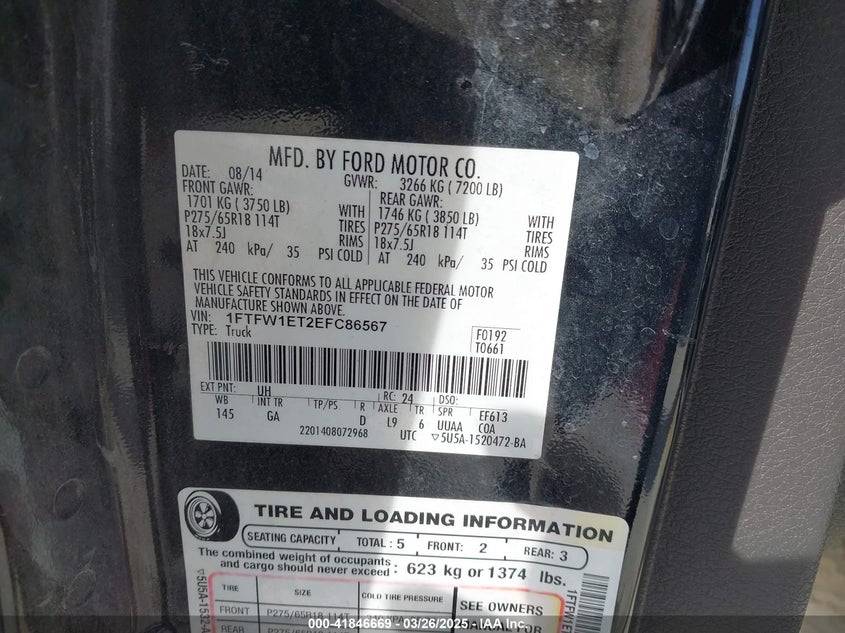 MFD. BY FORD MOTOR CO.
DATE: 08/14 GVWR: 3266 KG ( 7200 LB)
FRONT GAWR: REAR GAWR:
1701 KG ( 3750 LB) WITH 1746 KG ( 3850 LB) WITH
P275/65R18 114T TIRES P275/65R18 114T TIRES
18x7.5J RIMS 18x7.5J RIMS
AT 240 kPa/ 35 PSI COLD AT 240 kPa/ 35 PSI COLD
THIS VEHICLE CONFORMS TO ALL APPLICABLE FEDERAL MOTOR
VEHICLE SAFETY STANDARDS IN EFFECT ON THE DATE OF
MANUFACTURE SHOWN ABOVE.
VIN: 1FTFW1ET2EFC86567
TYPE: Truck
F0192
T0661
EXT PNT: UH RC: 24 DSO:
WB INT TR TP/PS R AXLE TR SPR EF613
145 GA D L9 6 UUAA COA
2201408072968 UTC ▽5U5A-1520472-BA
TIRE AND LOADING INFORMATION
SEATING CAPACITY TOTAL : 5 FRONT: 2 REAR: 3
The combined weight of occupants
and cargo should never exceed : 623 kg or 1374 lbs.
TIRE SIZE COLD TIRE PRESSURE
SEE OWNERS
FRONT P275/65R18 114T
REAR
000-41846669 - 03/26/2025 - IAA Inc.